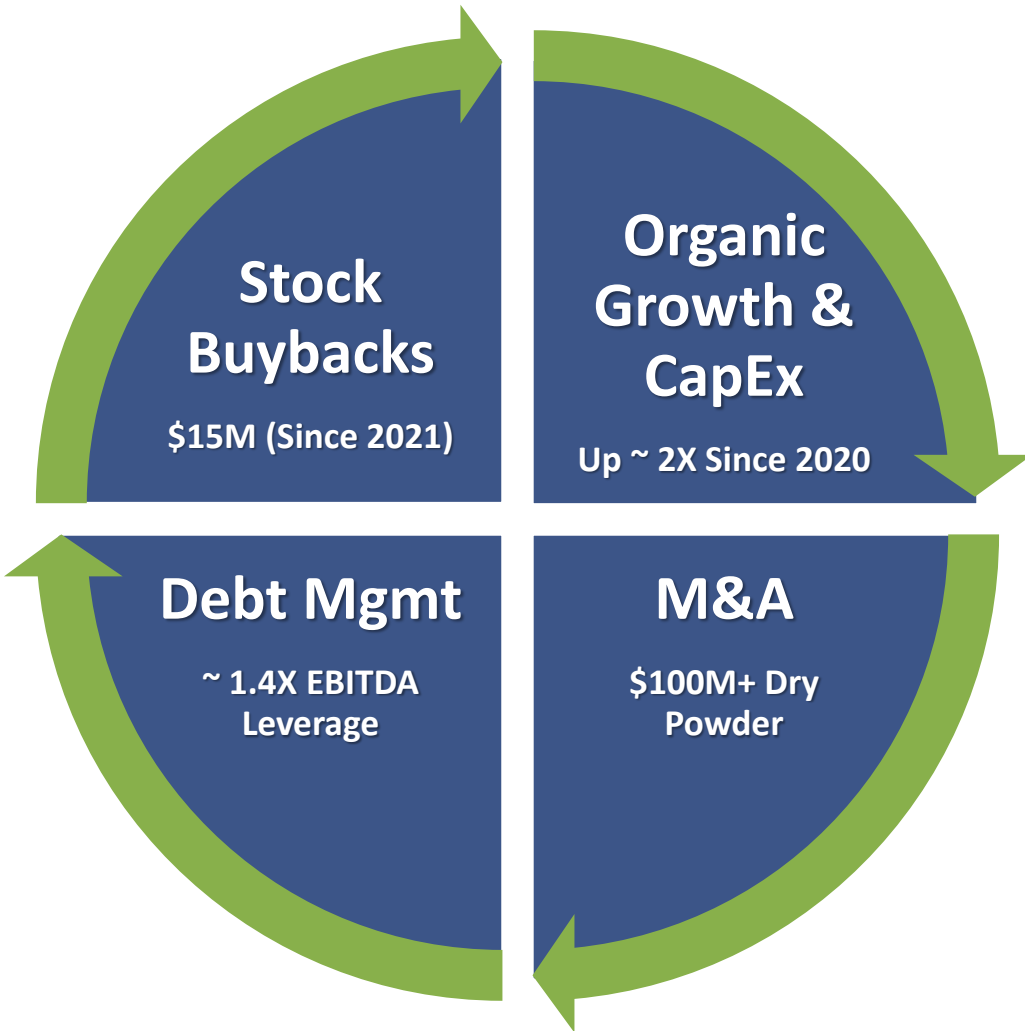 Stock
Buybacks
$15M (Since 2021)
Organic
Growth &
CapEx
Up ~ 2X Since 2020
Debt Mgmt
~ 1.4X EBITDA
Leverage
M&A
$100M+ Dry
Powder